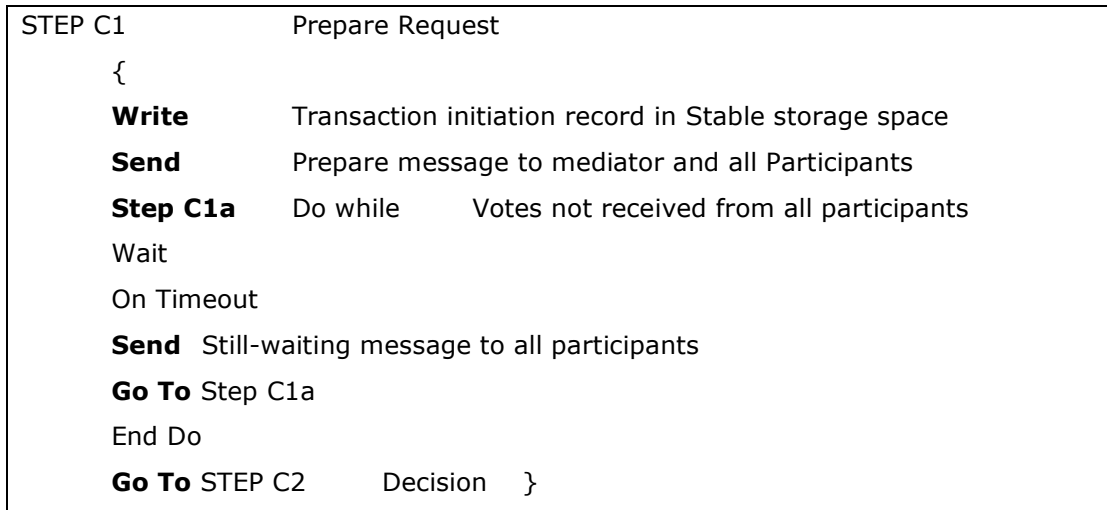 STEP C1 Prepare Request
{
Write Transaction initiation record in Stable storage space
Send Prepare message to mediator and all Participants
Step C1a Do while Votes not received from all participants
Wait
On Timeout
Send Still-waiting message to all participants
Go To Step C1a
End Do
Go To STEP C2 Decision }